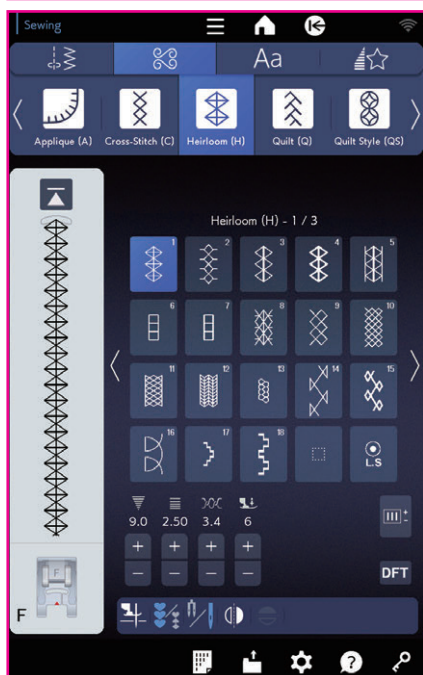 Sewing
Aa
Applique (A) Cross-Stitch (C) Heirloom (H) Quilt (Q) Quilt Style (QS)
Heirloom (H) - 1 / 3
1 2 3 4 5
6 7 8 9 10
11 12 13 14 15
16 17 18 L.S
9.0 2.50 3.4 6
+ + + +
− − − −
DFT
F
F
?